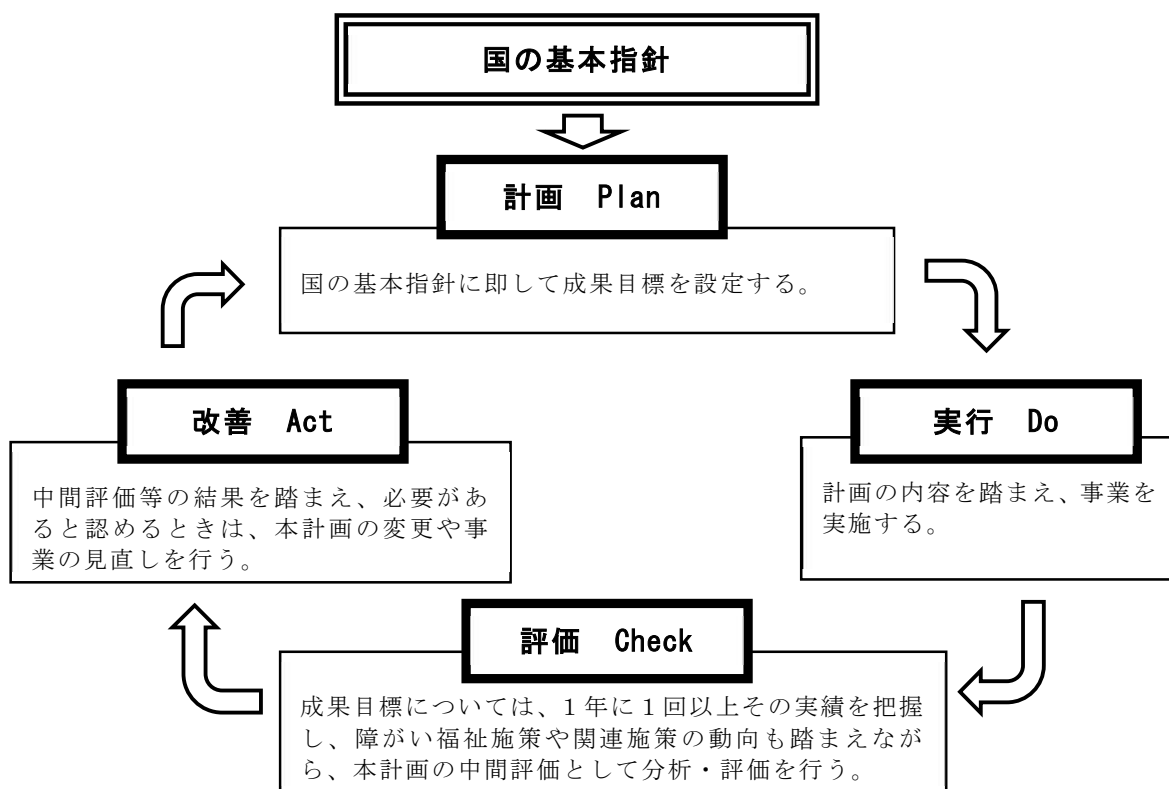 国の基本指針
計画　Plan
国の基本指針に即して成果目標を設定する。
改善　Act
中間評価等の結果を踏まえ、必要があ
ると認めるときは、本計画の変更や事
業の見直しを行う。
実行　Do
計画の内容を踏まえ、事業を
実施する。
評価　Check
成果目標については、１年に１回以上その実績を把握
し、障がい福祉施策や関連施策の動向も踏まえなが
ら、本計画の中間評価として分析・評価を行う。